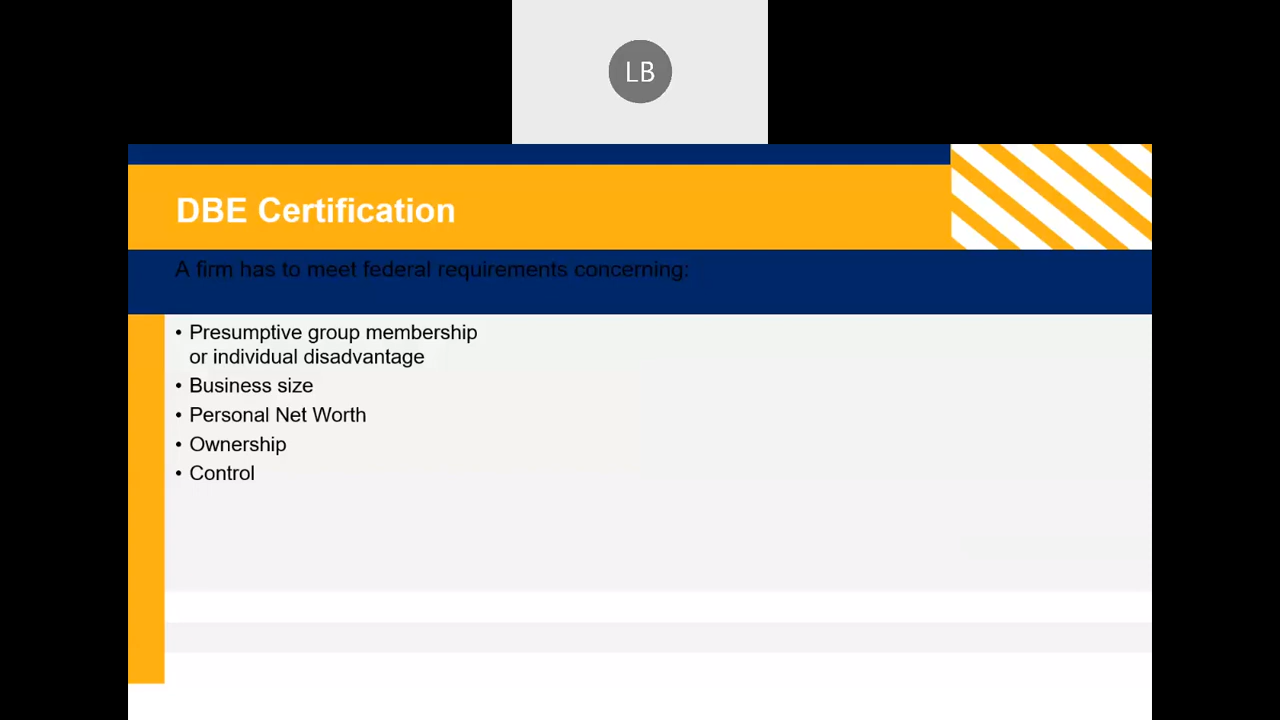 LB
DBE Certification
A firm has to meet federal requirements concerning:
• Presumptive group membership
or individual disadvantage
• Business size
• Personal Net Worth
• Ownership
• Control